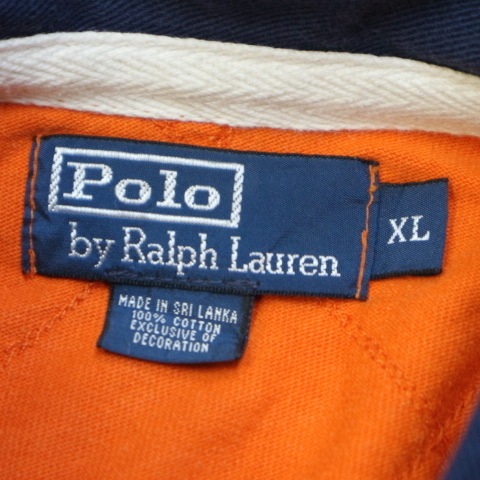 Polo
by Ralph Lauren
XL
MADE IN SRI LANKA
100% COTTON
EXCLUSIVE OF
DECORATION